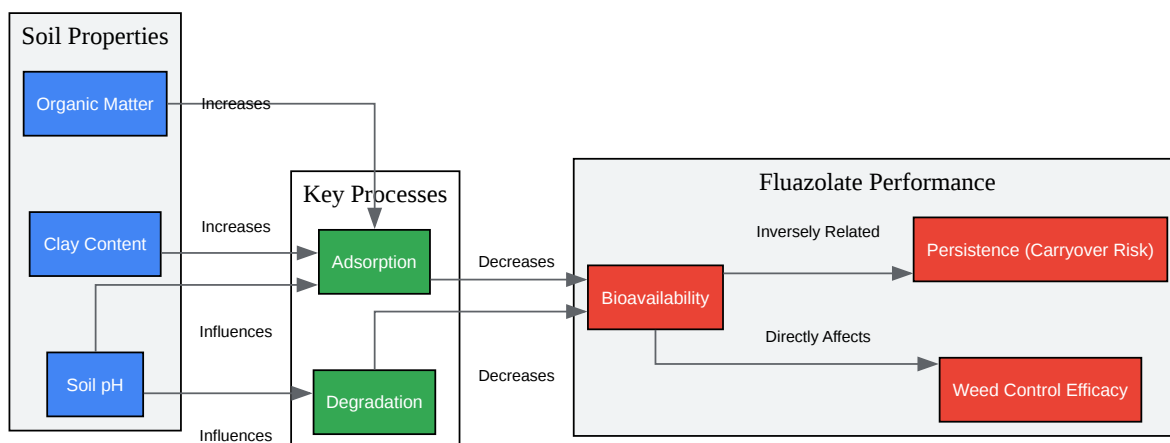 Soil Properties
Organic Matter
Increases
Clay Content
Increases
Soil pH
Influences
Influences
Key Processes
Adsorption
Degradation
Decreases
Decreases
Fluazolate Performance
Bioavailability
Inversely Related
Persistence (Carryover Risk)
Directly Affects
Weed Control Efficacy